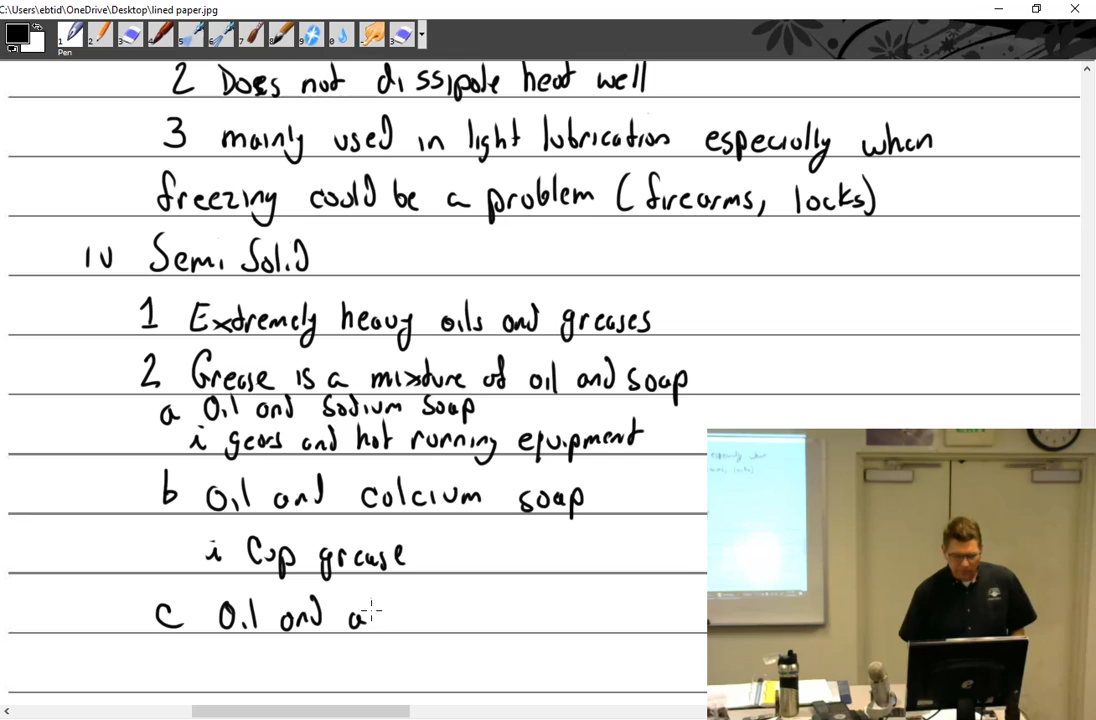 C:\Users\ebtid\OneDrive\Desktop\lined paper.jpg
Pen
2 Does not dissipate heat well
3 mainly used in light lubrication especially when
freezing could be a problem (firearms, locks)
iv Semi Solid
1 Extremely heavy oils and greases
2 Grease is a mixture of oil and soap
a Oil and sodium soap
i gears and hot running equipment
b Oil and calcium soap
i Cup grease
c Oil and a